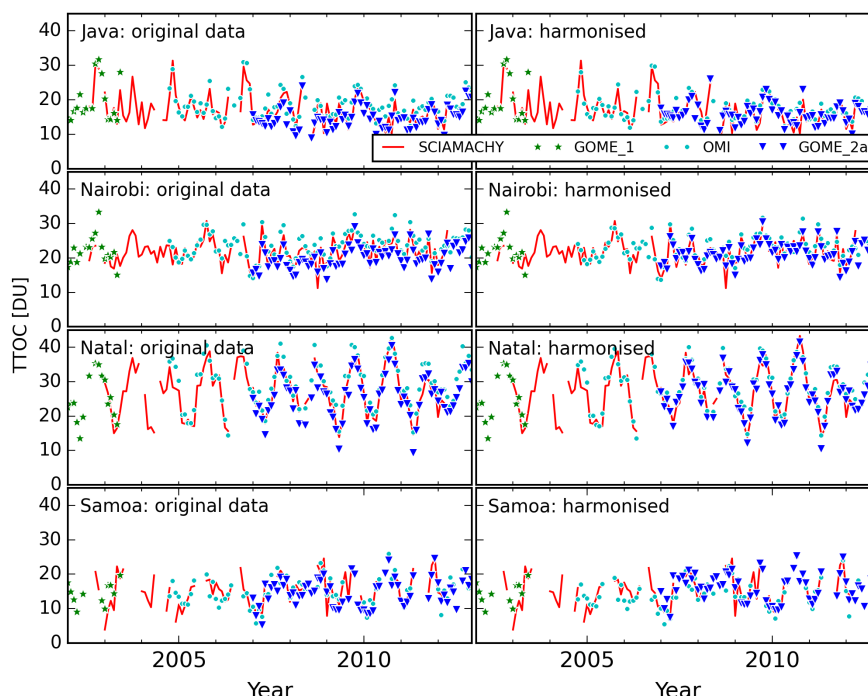 Java: original data
Java: harmonised
40
30
20
10
0
SCIAMACHY GOME_1 OMI GOME_2a
Nairobi: original data
Nairobi: harmonised
40
30
20
10
0
TTOC [DU]
Natal: original data
Natal: harmonised
40
30
20
10
0
Samoa: original data
Samoa: harmonised
40
30
20
10
0
2005 2010 2005 2010
Year Year